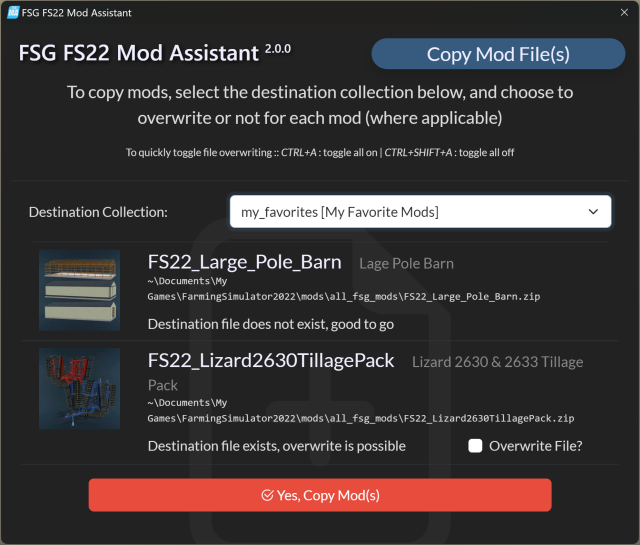 FSG FS22 Mod Assistant
FSG FS22 Mod Assistant 2.0.0
Copy Mod File(s)
To copy mods, select the destination collection below, and choose to
overwrite or not for each mod (where applicable)
To quickly toggle file overwriting :: CTRL+A : toggle all on | CTRL+SHIFT+A : toggle all off
Destination Collection:
my_favorites [My Favorite Mods]
FS22_Large_Pole_Barn Lage Pole Barn
~\Documents\My
Games\FarmingSimulator2022\mods\all_fsg_mods\FS22_Large_Pole_Barn.zip
Destination file does not exist, good to go
FS22_Lizard2630TillagePack Lizard 2630 & 2633 Tillage
Pack
~\Documents\My
Games\FarmingSimulator2022\mods\all_fsg_mods\FS22_Lizard2630TillagePack.zip
Destination file exists, overwrite is possible
Overwrite File?
Yes, Copy Mod(s)